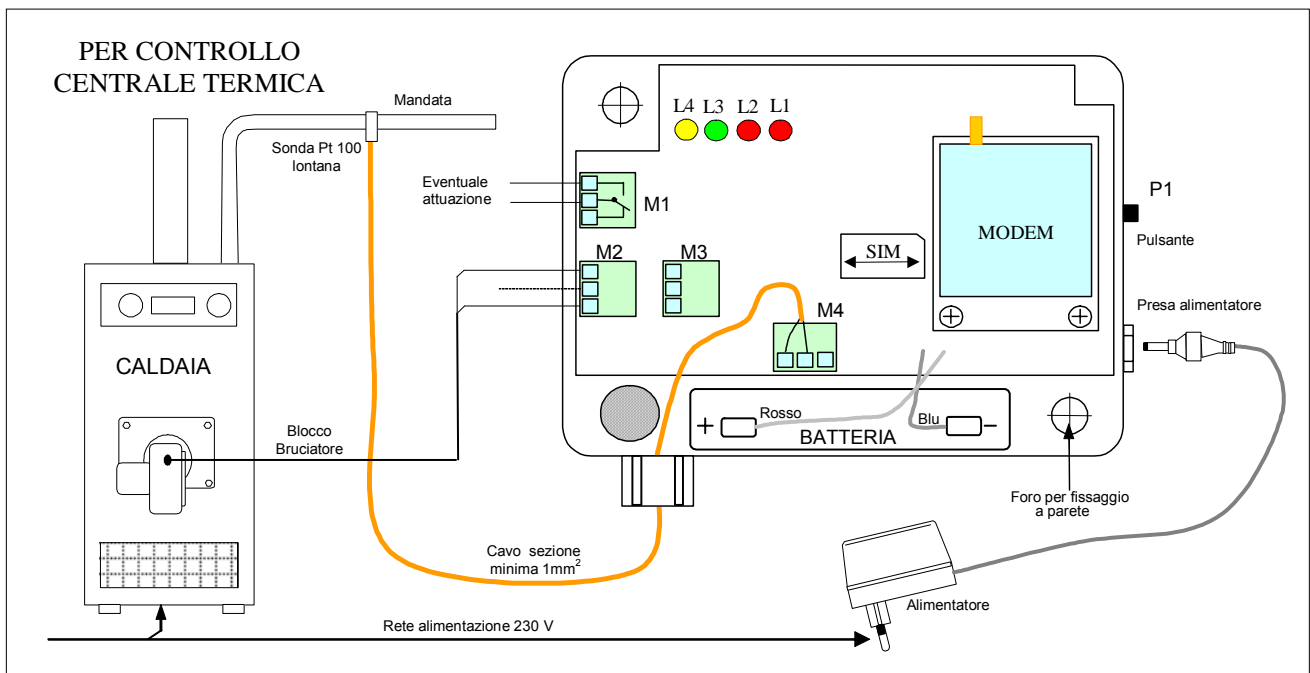 PER CONTROLLO
CENTRALE TERMICA
Mandata
Sonda Pt 100
lontana
Eventuale
attuazione
L4 L3 L2 L1
M1
M2
M3
M4
SIM
MODEM
P1
Pulsante
Presa alimentatore
CALDAIA
Blocco
Bruciatore
+
Rosso
BATTERIA
Blu
-
Foro per fissaggio
a parete
Cavo sezione
minima 1mm²
Alimentatore
Rete alimentazione 230 V